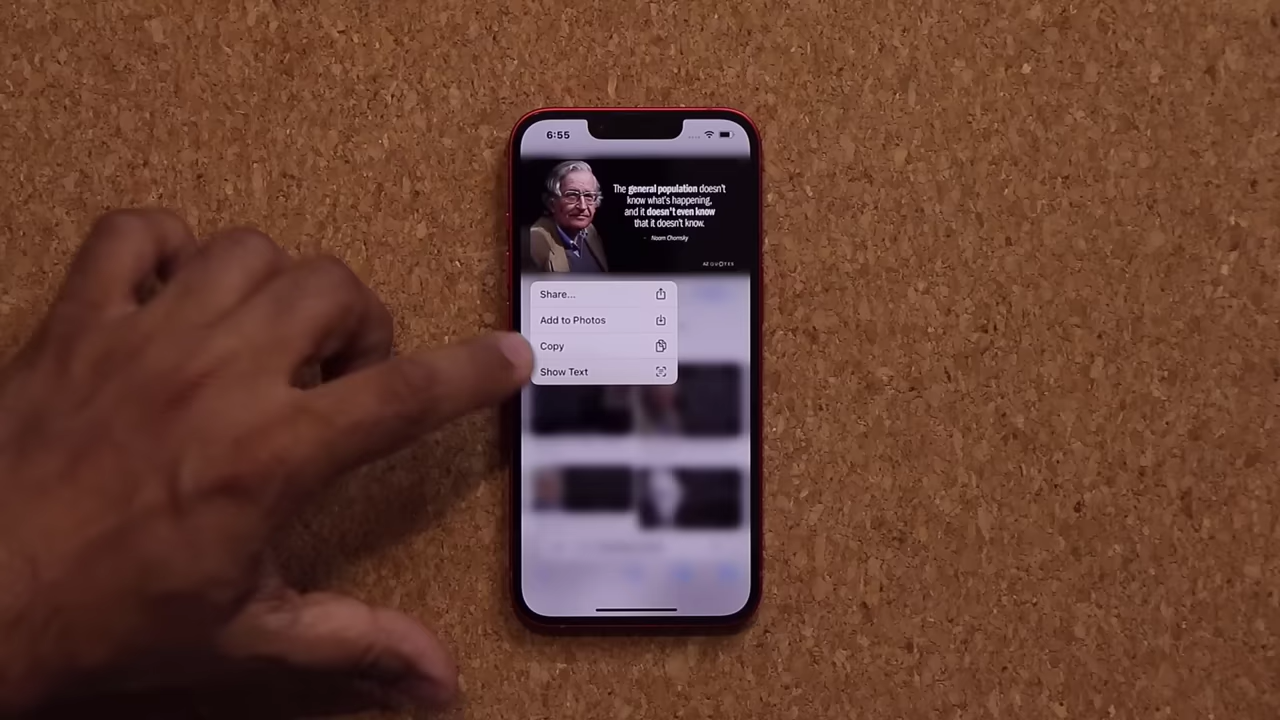 6:55
The general population doesn't
know what's happening,
and it doesn't even know
that it doesn't know.
- Noam Chomsky
AZ QUOTES
Share...
Add to Photos
Copy
Show Text